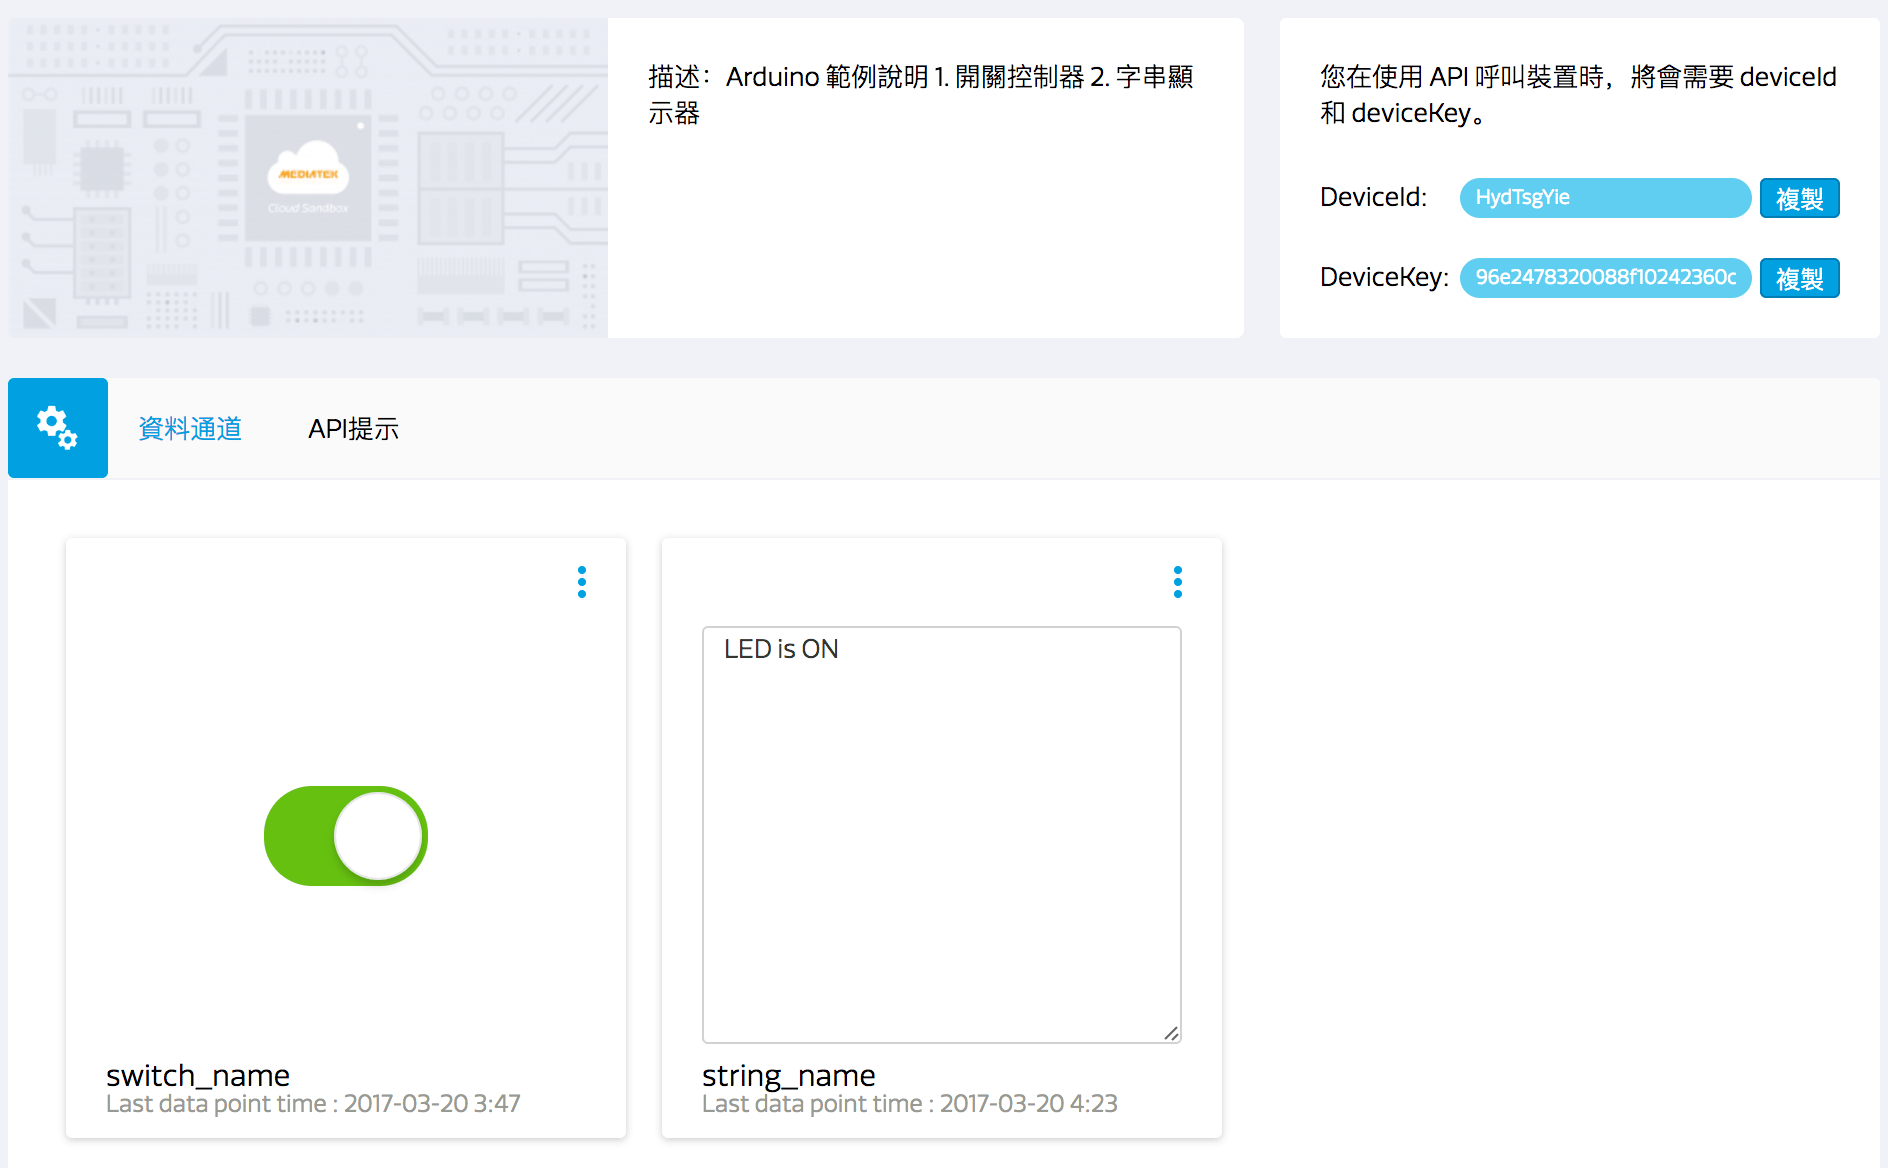 MEDIATEK
Cloud Sandbox
描述：Arduino 範例說明 1. 開關控制器 2. 字串顯
示器
您在使用 API 呼叫裝置時，將會需要 deviceId
和 deviceKey。
DeviceId: HydTsgYie 複製
DeviceKey: 96e2478320088f10242360c 複製
資料通道 API提示
LED is ON
switch_name
Last data point time : 2017-03-20 3:47
string_name
Last data point time : 2017-03-20 4:23